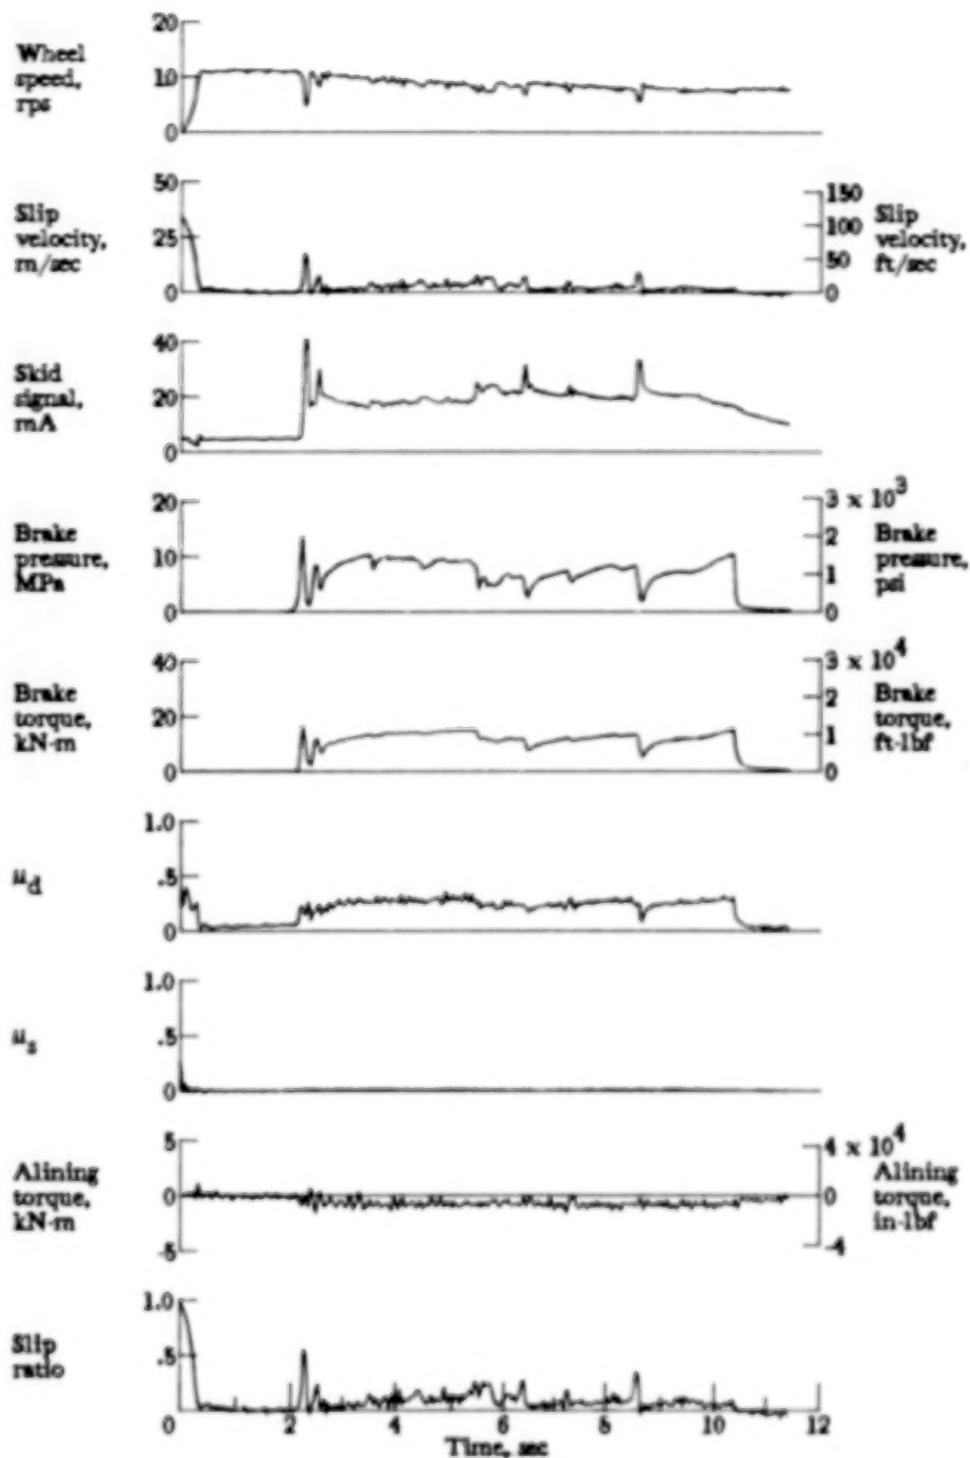 Wheel
speed,
rps
20
10
0
Slip
velocity,
m/sec
50
25
0
150
100
50
0
Slip
velocity,
ft/sec
Skid
signal,
mA
40
20
0
Brake
pressure,
MPa
20
10
0
3 x 10³
2
1
0
Brake
pressure,
psi
Brake
torque,
kN-m
40
20
0
3 x 10⁴
2
1
0
Brake
torque,
ft-lbf
μd
1.0
.5
0
μs
1.0
.5
0
Alining
torque,
kN-m
5
0
-5
4 x 10⁴
0
-4
Alining
torque,
in-lbf
Slip
ratio
1.0
.5
0 2 4 6 8 10 12
Time, sec